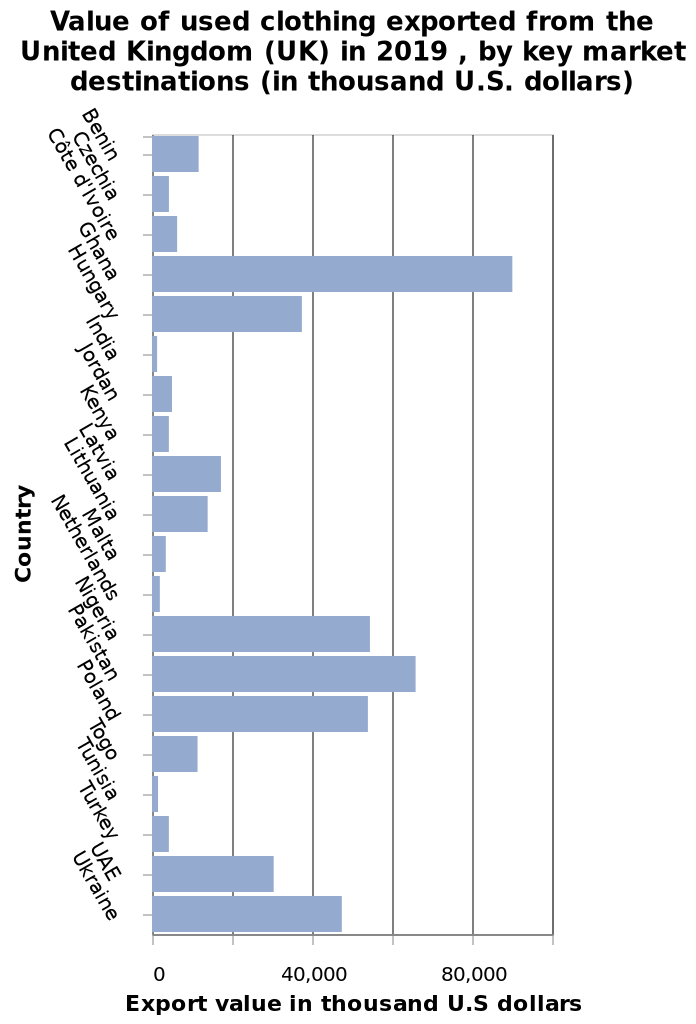 Value of used clothing exported from the
United Kingdom (UK) in 2019 , by key market
destinations (in thousand U.S. dollars)
Country
Benin
Czechia
Côte d'Ivoire
Ghana
Hungary
India
Jordan
Kenya
Latvia
Lithuania
Malta
Netherlands
Nigeria
Pakistan
Poland
Togo
Tunisia
Turkey
UAE
Ukraine
0 40,000 80,000
Export value in thousand U.S dollars